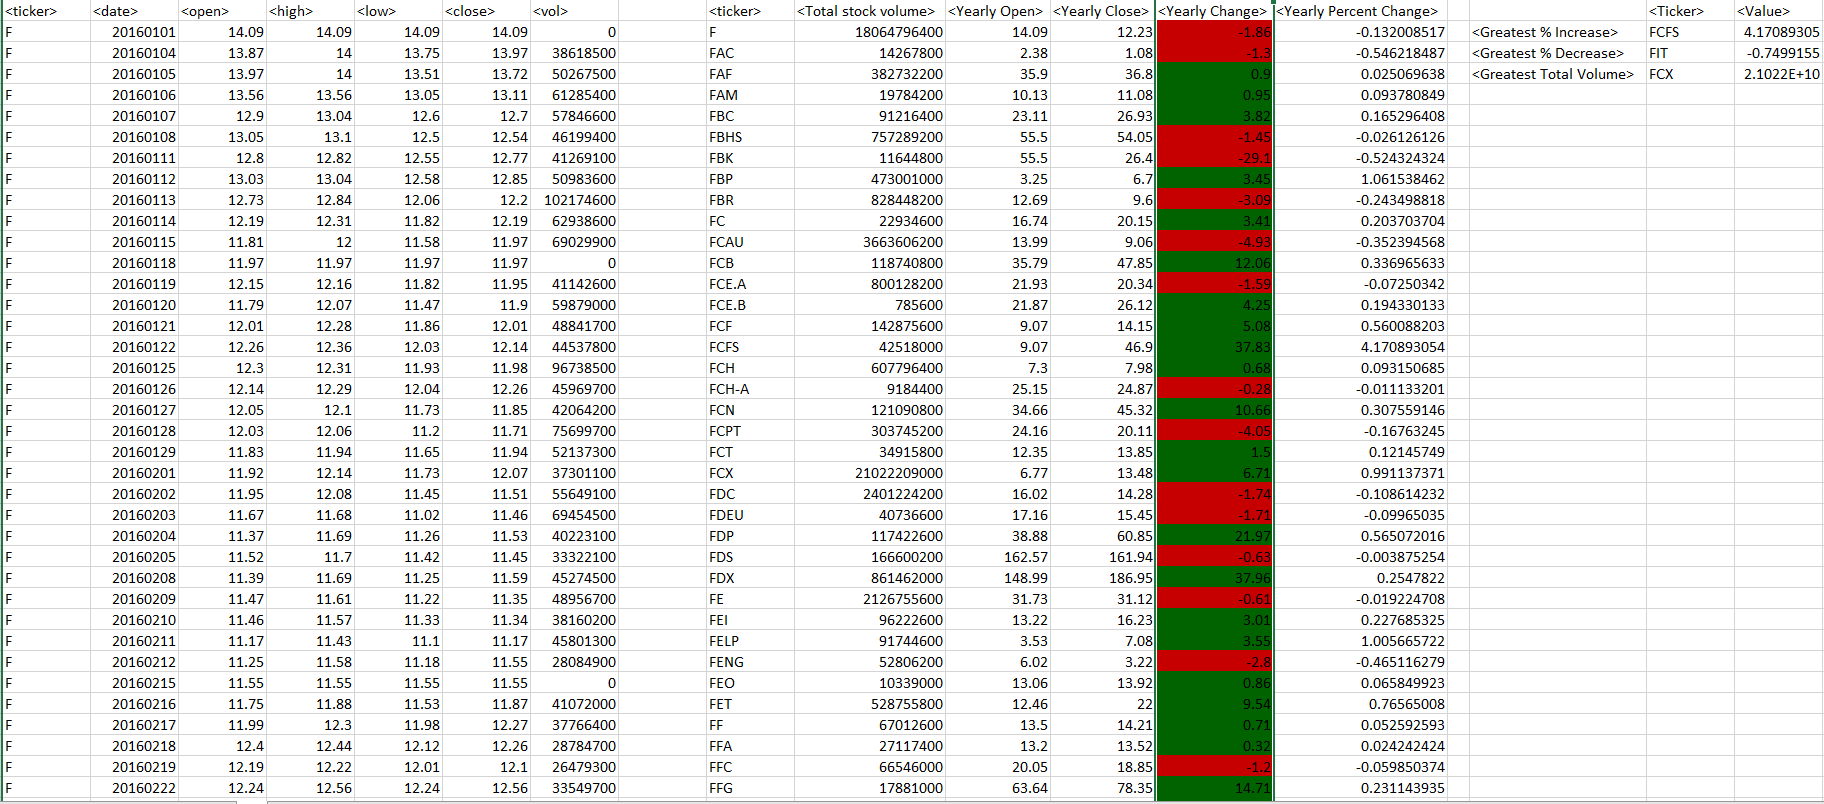 <ticker> <date> <open> <high> <low> <close> <vol> <ticker> <Total stock volume> <Yearly Open> <Yearly Close> <Yearly Change> <Yearly Percent Change> <Ticker> <Value>
F 20160101 14.09 14.09 14.09 14.09 0 F 18064796400 14.09 12.23 -1.86 -0.132008517 <Greatest % Increase> FCFS 4.17089305
F 20160104 13.87 14 13.75 13.97 38618500 FAC 14267800 2.38 1.08 -1.3 -0.546218487 <Greatest % Decrease> FIT -0.7499155
F 20160105 13.97 14 13.51 13.72 50267500 FAF 382732200 35.9 36.8 0.9 0.025069638 <Greatest Total Volume> FCX 2.1022E+10
F 20160106 13.56 13.56 13.05 13.11 61285400 FAM 19784200 10.13 11.08 0.95 0.093780849
F 20160107 12.9 13.04 12.6 12.7 57846600 FBC 91216400 23.11 26.93 3.82 0.165296408
F 20160108 13.05 13.1 12.5 12.54 46199400 FBHS 757289200 55.5 54.05 -1.45 -0.026126126
F 20160111 12.8 12.82 12.55 12.77 41269100 FBK 11644800 55.5 26.4 -29.1 -0.524324324
F 20160112 13.03 13.04 12.58 12.85 50983600 FBP 473001000 3.25 6.7 3.45 1.061538462
F 20160113 12.73 12.84 12.06 12.2 102174600 FBR 828448200 12.69 9.6 -3.09 -0.243498818
F 20160114 12.19 12.31 11.82 12.19 62938600 FC 22934600 16.74 20.15 3.41 0.203703704
F 20160115 11.81 12 11.58 11.97 69029900 FCAU 3663606200 13.99 9.06 -4.93 -0.352394568
F 20160118 11.97 11.97 11.97 11.97 0 FCB 118740800 35.79 47.85 12.06 0.336965633
F 20160119 12.15 12.16 11.82 11.95 41142600 FCE.A 800128200 21.93 20.34 -1.59 -0.07250342
F 20160120 11.79 12.07 11.47 11.9 59879000 FCE.B 785600 21.87 26.12 4.25 0.194330133
F 20160121 12.01 12.28 11.86 12.01 48841700 FCF 142875600 9.07 14.15 5.08 0.560088203
F 20160122 12.26 12.36 12.03 12.14 44537800 FCFS 42518000 9.07 46.9 37.83 4.170893054
F 20160125 12.3 12.31 11.93 11.98 96738500 FCH 607796400 7.3 7.98 0.68 0.093150685
F 20160126 12.14 12.29 12.04 12.26 45969700 FCH-A 9184400 25.15 24.87 -0.28 -0.011133201
F 20160127 12.05 12.1 11.73 11.85 42064200 FCN 121090800 34.66 45.32 10.66 0.307559146
F 20160128 12.03 12.06 11.2 11.71 75699700 FCPT 303745200 24.16 20.11 -4.05 -0.16763245
F 20160129 11.83 11.94 11.65 11.94 52137300 FCT 34915800 12.35 13.85 1.5 0.12145749
F 20160201 11.92 12.14 11.73 12.07 37301100 FCX 21022209000 6.77 13.48 6.71 0.991137371
F 20160202 11.95 12.08 11.45 11.51 55649100 FDC 2401224200 16.02 14.28 -1.74 -0.108614232
F 20160203 11.67 11.68 11.02 11.46 69454500 FDEU 40736600 17.16 15.45 -1.71 -0.09965035
F 20160204 11.37 11.69 11.26 11.53 40223100 FDP 117422600 38.88 60.85 21.97 0.565072016
F 20160205 11.52 11.7 11.42 11.45 33322100 FDS 166600200 162.57 161.94 -0.63 -0.003875254
F 20160208 11.39 11.69 11.25 11.59 45274500 FDX 861462000 148.99 186.95 37.96 0.2547822
F 20160209 11.47 11.61 11.22 11.35 48956700 FE 2126755600 31.73 31.12 -0.61 -0.019224708
F 20160210 11.46 11.57 11.33 11.34 38160200 FEI 96222600 13.22 16.23 3.01 0.227685325
F 20160211 11.17 11.43 11.1 11.17 45801300 FELP 91744600 3.53 7.08 3.55 1.005665722
F 20160212 11.25 11.58 11.18 11.55 28084900 FENG 52806200 6.02 3.22 -2.8 -0.465116279
F 20160215 11.55 11.55 11.55 11.55 0 FEO 10339000 13.06 13.92 0.86 0.065849923
F 20160216 11.75 11.88 11.53 11.87 41072000 FET 528755800 12.46 22 9.54 0.76565008
F 20160217 11.99 12.3 11.98 12.27 37766400 FF 67012600 13.5 14.21 0.71 0.052592593
F 20160218 12.4 12.44 12.12 12.26 28784700 FFA 27117400 13.2 13.52 0.32 0.024242424
F 20160219 12.19 12.22 12.01 12.1 26479300 FFC 66546000 20.05 18.85 -1.2 -0.059850374
F 20160222 12.24 12.56 12.24 12.56 33549700 FFG 17881000 63.64 78.35 14.71 0.231143935